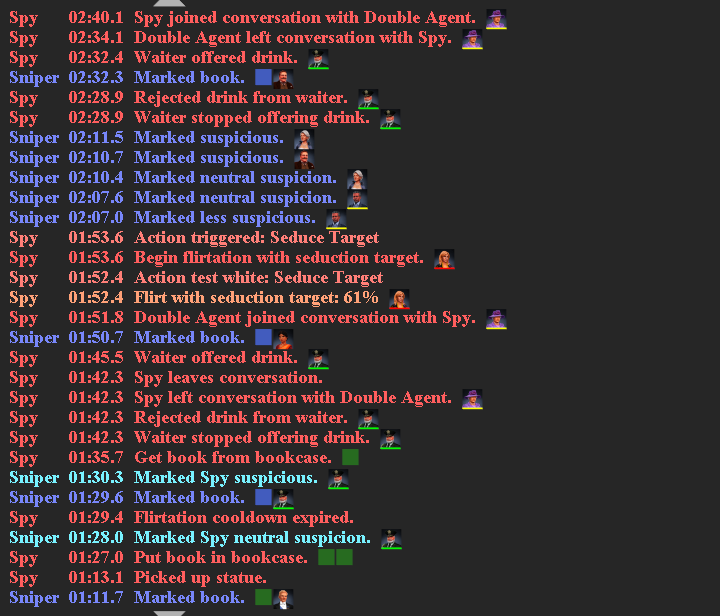 Spy 02:40.1 Spy joined conversation with Double Agent.
Spy 02:34.1 Double Agent left conversation with Spy.
Spy 02:32.4 Waiter offered drink.
Sniper 02:32.3 Marked book.
Spy 02:28.9 Rejected drink from waiter.
Spy 02:28.9 Waiter stopped offering drink.
Sniper 02:11.5 Marked suspicious.
Sniper 02:10.7 Marked suspicious.
Sniper 02:10.4 Marked neutral suspicion.
Sniper 02:07.6 Marked neutral suspicion.
Sniper 02:07.0 Marked less suspicious.
Spy 01:53.6 Action triggered: Seduce Target
Spy 01:53.6 Begin flirtation with seduction target.
Spy 01:52.4 Action test white: Seduce Target
Spy 01:52.4 Flirt with seduction target: 61%
Spy 01:51.8 Double Agent joined conversation with Spy.
Sniper 01:50.7 Marked book.
Spy 01:45.5 Waiter offered drink.
Spy 01:42.3 Spy leaves conversation.
Spy 01:42.3 Spy left conversation with Double Agent.
Spy 01:42.3 Rejected drink from waiter.
Spy 01:42.3 Waiter stopped offering drink.
Spy 01:35.7 Get book from bookcase.
Sniper 01:30.3 Marked Spy suspicious.
Sniper 01:29.6 Marked book.
Spy 01:29.4 Flirtation cooldown expired.
Sniper 01:28.0 Marked Spy neutral suspicion.
Spy 01:27.0 Put book in bookcase.
Spy 01:13.1 Picked up statue.
Sniper 01:11.7 Marked book.